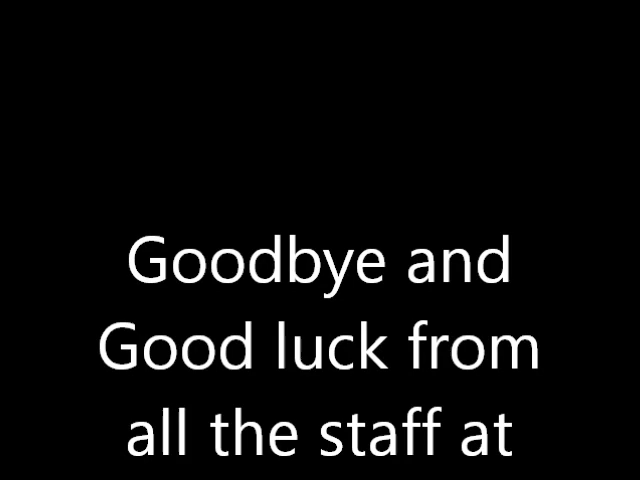 Goodbye and
Good luck from
all the staff at